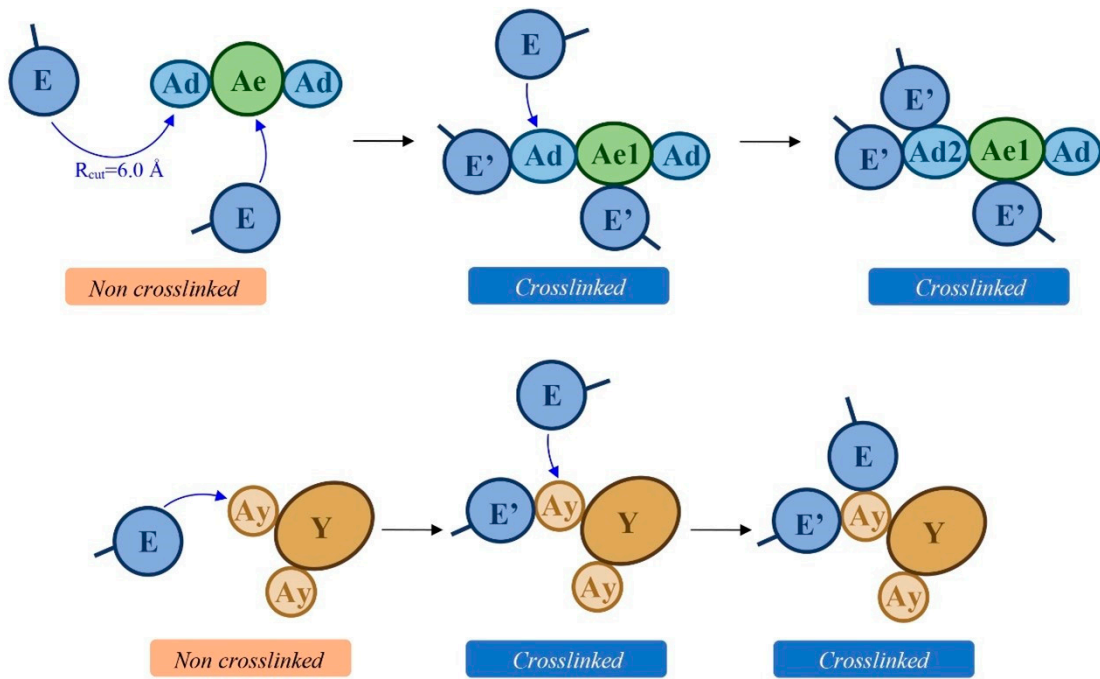 E
Ad
Ae
Ad
R_cut=6.0 Å
E
Non crosslinked
E
E'
Ad
Ae1
Ad
E'
Crosslinked
E'
E'
Ad2
Ae1
Ad
E'
Crosslinked
E
Ay
Y
Ay
Non crosslinked
E
E'
Ay
Y
Ay
Crosslinked
E
E'
Ay
Y
Ay
Crosslinked